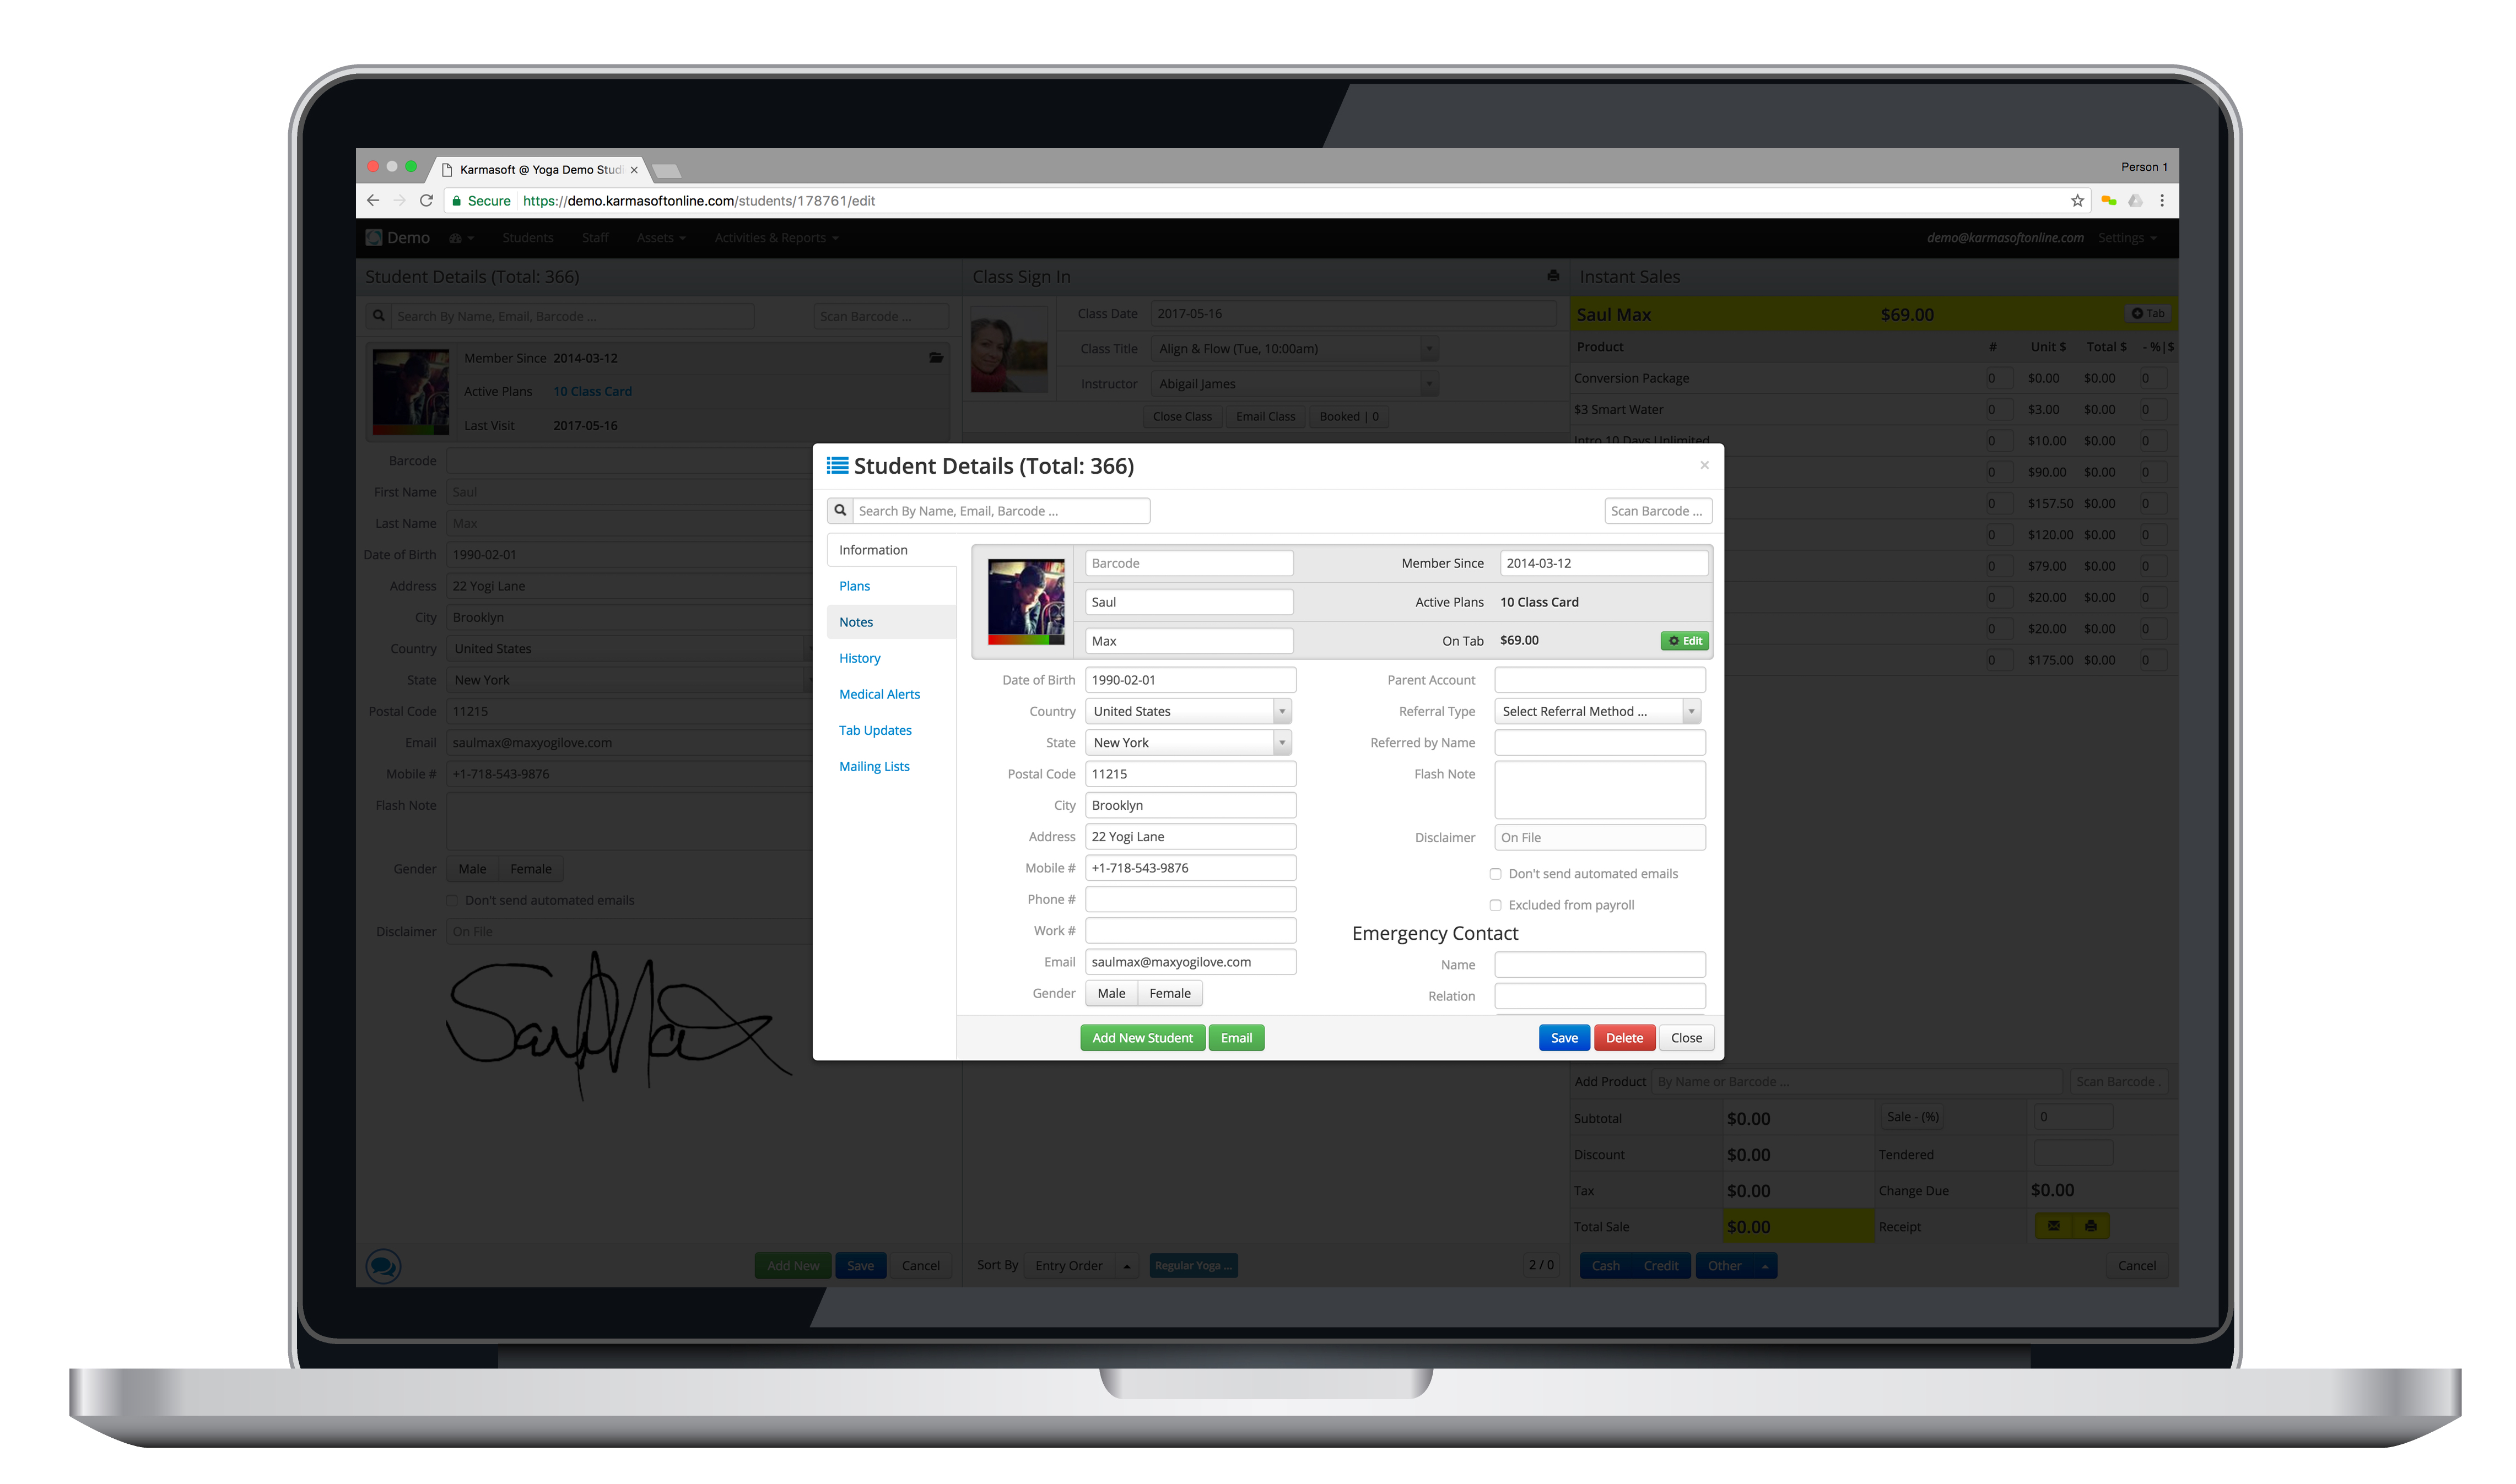 Karmasoft @ Yoga Demo Studi
Person 1
Secure https://demo.karmasoftonline.com/students/178761/edit
Demo Students Staff Assets Activities & Reports demo@karmasoftonline.com Settings
Student Details (Total: 366)
Search By Name, Email, Barcode ... Scan Barcode ...
Member Since 2014-03-12
Active Plans 10 Class Card
Last Visit 2017-05-16
Barcode
First Name Saul
Last Name Max
Date of Birth 1990-02-01
Address 22 Yogi Lane
City Brooklyn
Country United States
State New York
Postal Code 11215
Email saulmax@maxyogilove.com
Mobile # +1-718-543-9876
Flash Note
Gender Male Female
Don't send automated emails
Disclaimer On File
Saul Max
Add New Save Cancel
Class Sign In
Class Date 2017-05-16
Class Title Align & Flow (Tue, 10:00am)
Instructor Abigail James
Close Class Email Class Booked | 0
Sort By Entry Order Regular Yoga ... 2 / 0
Instant Sales
Saul Max $69.00 Tab
Product # Unit $ Total $ - %|$
Conversion Package 0 $0.00 $0.00 0
$3 Smart Water 0 $3.00 $0.00 0
Intro 10 Days Unlimited 0 $10.00 $0.00 0
0 $90.00 $0.00 0
0 $157.50 $0.00 0
0 $120.00 $0.00 0
0 $79.00 $0.00 0
0 $20.00 $0.00 0
0 $20.00 $0.00 0
0 $175.00 $0.00 0
Add Product By Name or Barcode ... Scan Barcode .
Subtotal $0.00 Sale - (%) 0
Discount $0.00 Tendered
Tax $0.00 Change Due $0.00
Total Sale $0.00 Receipt
Cash Credit Other Cancel
Student Details (Total: 366) ×
Search By Name, Email, Barcode ... Scan Barcode ...
Information
Plans
Notes
History
Medical Alerts
Tab Updates
Mailing Lists
Barcode Member Since 2014-03-12
Saul Active Plans 10 Class Card
Max On Tab $69.00 Edit
Date of Birth 1990-02-01
Country United States
State New York
Postal Code 11215
City Brooklyn
Address 22 Yogi Lane
Mobile # +1-718-543-9876
Phone #
Work #
Email saulmax@maxyogilove.com
Gender Male Female
Parent Account
Referral Type Select Referral Method ...
Referred by Name
Flash Note
Disclaimer On File
Don't send automated emails
Excluded from payroll
Emergency Contact
Name
Relation
Add New Student Email Save Delete Close